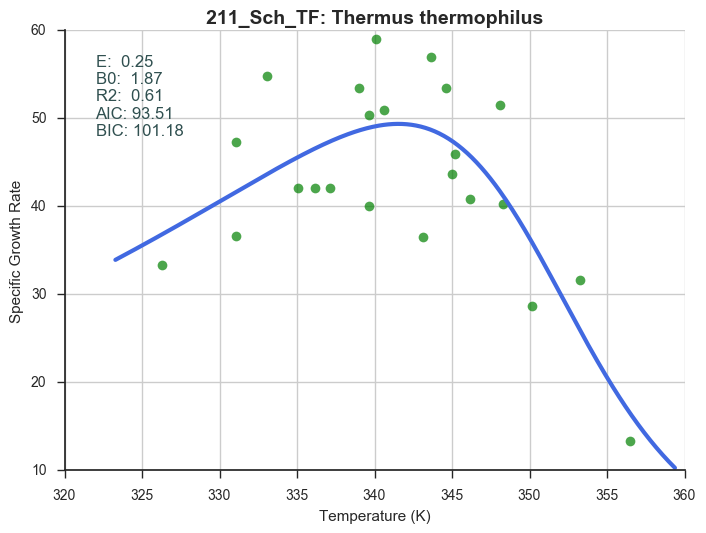 211_Sch_TF: Thermus thermophilus
E:  0.25
B0:  1.87
R2:  0.61
AIC: 93.51
BIC: 101.18
Specific Growth Rate
60
50
40
30
20
10
320 325 330 335 340 345 350 355 360
Temperature (K)